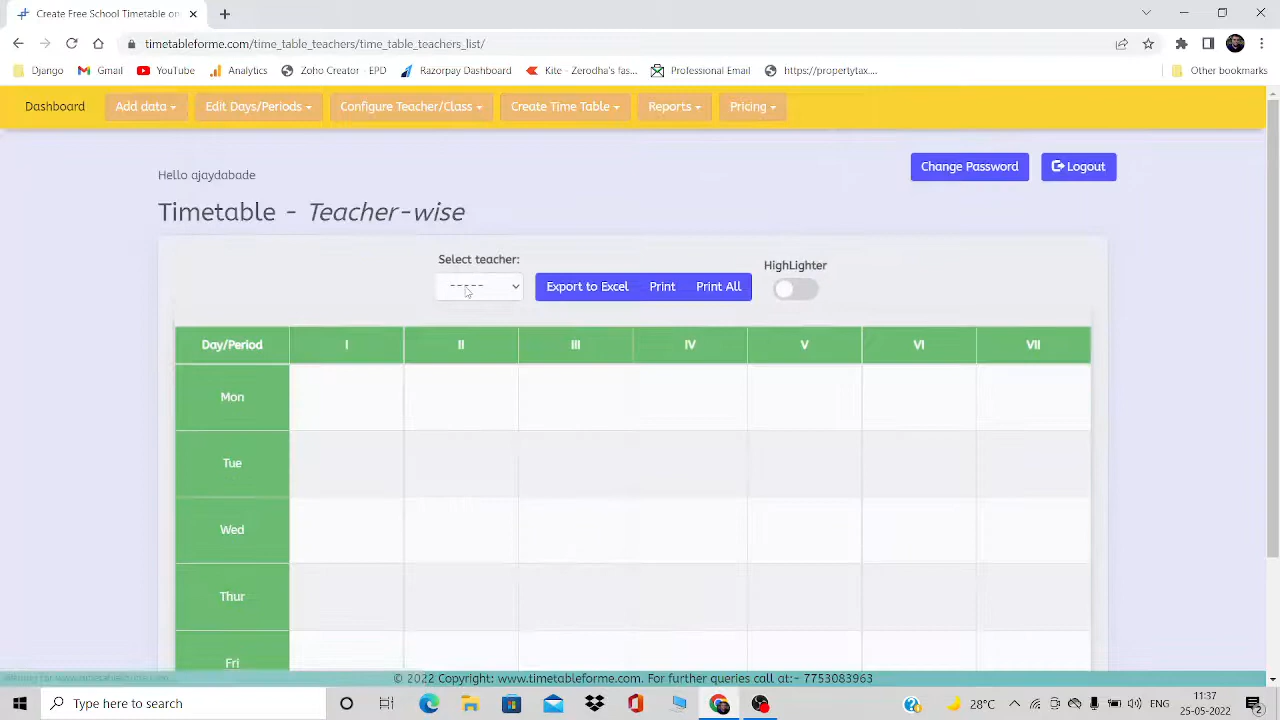 Create Free School Timetable or
timetableforme.com/time_table_teachers/time_table_teachers_list/
Django Gmail YouTube Analytics Zoho Creator - EPD Razorpay Dashboard Kite - Zerodha's fas... Professional Email https://propertytax.... Other bookmarks
Dashboard Add data Edit Days/Periods Configure Teacher/Class Create Time Table Reports Pricing
Hello ajaydabade Change Password Logout
Timetable - Teacher-wise
Select teacher: HighLighter
----- Export to Excel Print Print All
Day/Period I II III IV V VI VII
Mon
Tue
Wed
Thur
Fri
© 2022 Copyright: www.timetableforme.com. For further queries call at:- 7753083963
Type here to search 28°C ENG 11:37
25-05-2022 2